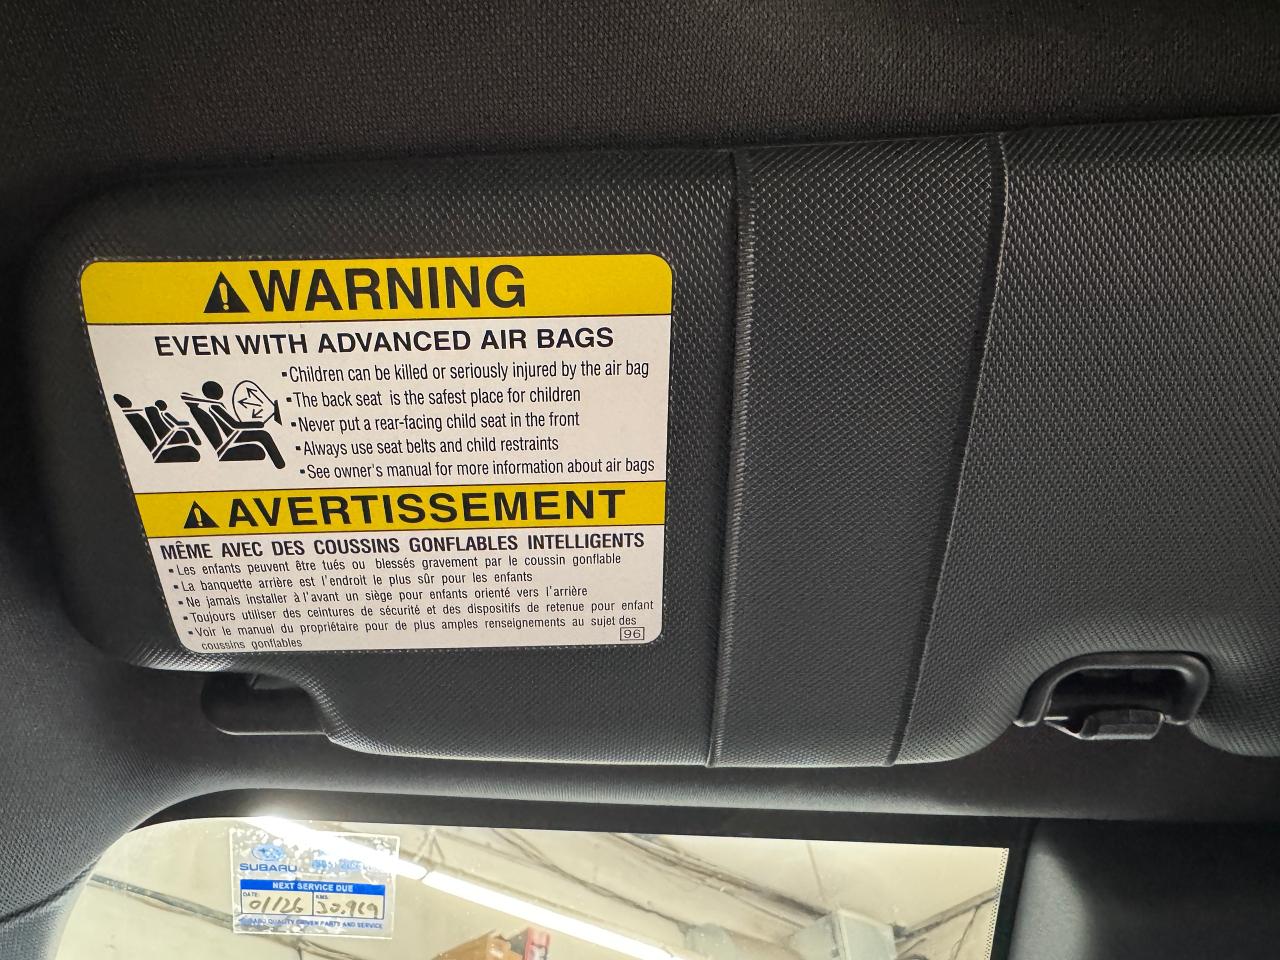 WARNING
EVEN WITH ADVANCED AIR BAGS
▪Children can be killed or seriously injured by the air bag
▪The back seat is the safest place for children
▪Never put a rear-facing child seat in the front
▪Always use seat belts and child restraints
▪See owner's manual for more information about air bags
AVERTISSEMENT
MÊME AVEC DES COUSSINS GONFLABLES INTELLIGENTS
▪Les enfants peuvent être tués ou blessés gravement par le coussin gonflable
▪La banquette arrière est l'endroit le plus sûr pour les enfants
▪Ne jamais installer à l'avant un siège pour enfants orienté vers l'arrière
▪Toujours utiliser des ceintures de sécurité et des dispositifs de retenue pour enfant
▪Voir le manuel du propriétaire pour de plus amples renseignements au sujet des
coussins gonflables
96
SUBARU
NEXT SERVICE DUE
DATE: KMS:
01/26
QUALITY DRIVEN PARTS AND SERVICE